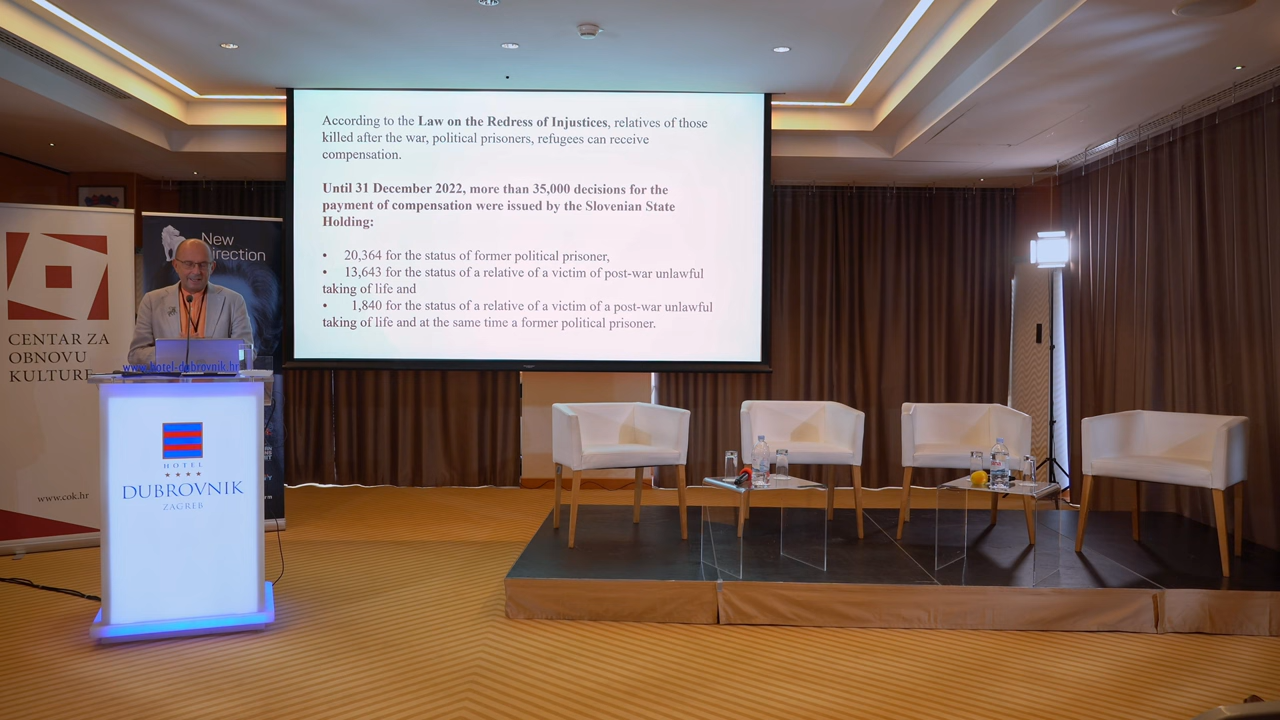 According to the Law on the Redress of Injustices, relatives of those
killed after the war, political prisoners, refugees can receive
compensation.
Until 31 December 2022, more than 35,000 decisions for the
payment of compensation were issued by the Slovenian State
Holding:
• 20,364 for the status of former political prisoner,
• 13,643 for the status of a relative of a victim of post-war unlawful
taking of life and
• 1,840 for the status of a relative of a victim of a post-war unlawful
taking of life and at the same time a former political prisoner.
New
Direction
CENTAR ZA
OBNOVU
KULTURE
www.cok.hr
www.hotel-dubrovnik.hr
HOTEL
DUBROVNIK
ZAGREB